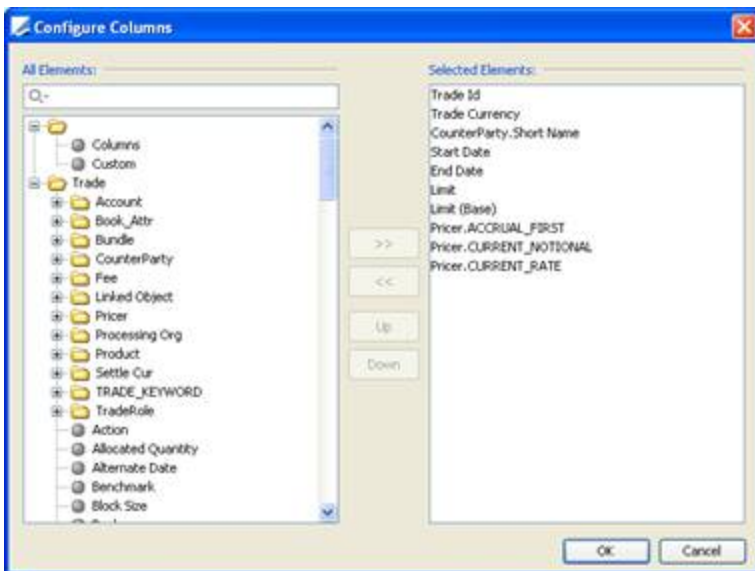 Configure Columns
All Elements:
Columns
Custom
Trade
Account
Book_Attr
Bundle
CounterParty
Fee
Linked Object
Pricer
Processing Org
Product
Settle Cur
TRADE_KEYWORD
TradeRole
Action
Allocated Quantity
Alternate Date
Benchmark
Block Size
>>
<<
Up
Down
Selected Elements:
Trade Id
Trade Currency
CounterParty.Short Name
Start Date
End Date
Limit
Limit (Base)
Pricer.ACCRUAL_FIRST
Pricer.CURRENT_NOTIONAL
Pricer.CURRENT_RATE
OK
Cancel